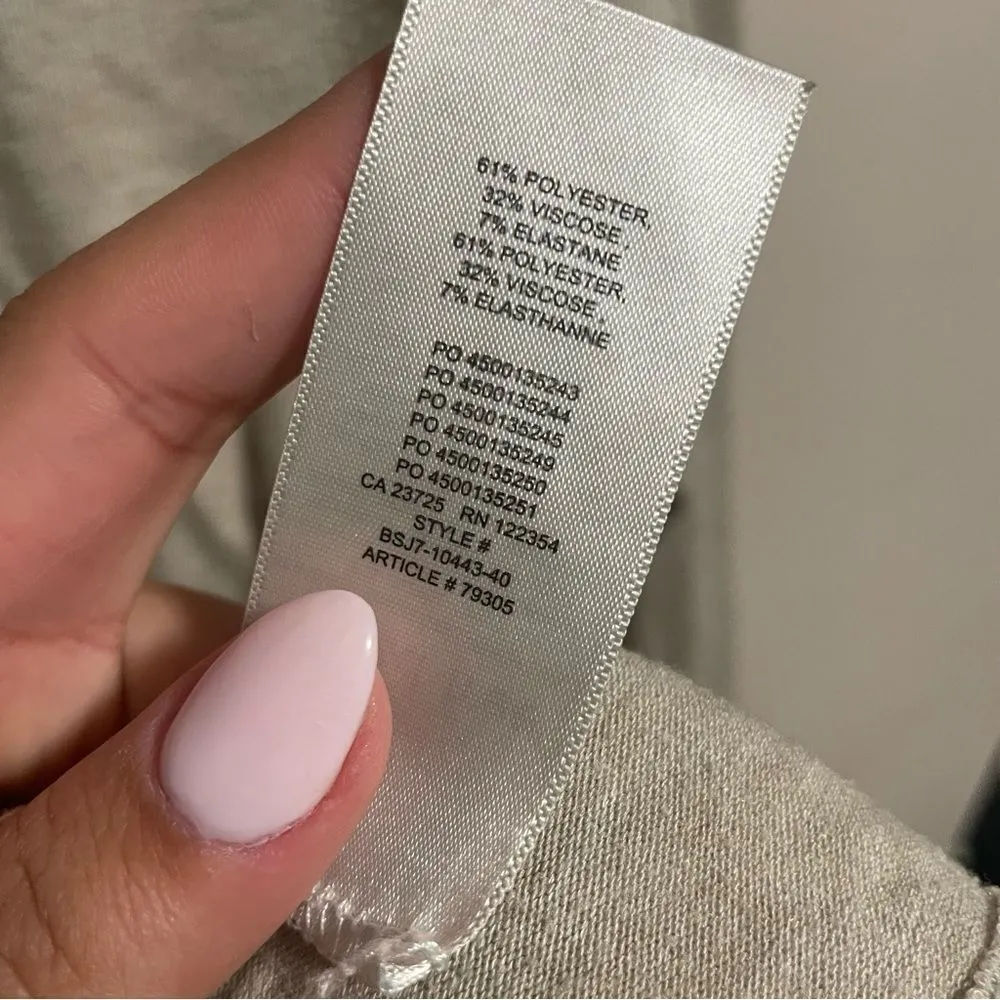 61% POLYESTER,
32% VISCOSE ,
7% ELASTANE
61% POLYESTER,
32% VISCOSE,
7% ÉLASTHANNE
PO 4500135243
PO 4500135244
PO 4500135245
PO 4500135249
PO 4500135250
PO 4500135251
CA 23725 RN 122354
STYLE #
BSJ7-10443-40
ARTICLE # 79305